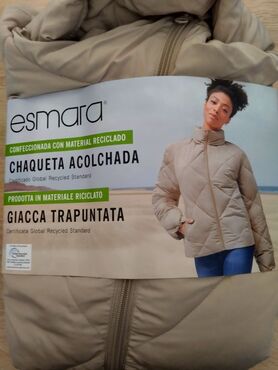 esmara®
CONFECCIONADA CON MATERIAL RECICLADO
CHAQUETA ACOLCHADA
Certificado Global Recycled Standard
PRODOTTA IN MATERIALE RICICLATO
GIACCA TRAPUNTATA
Certificata Global Recycled Standard